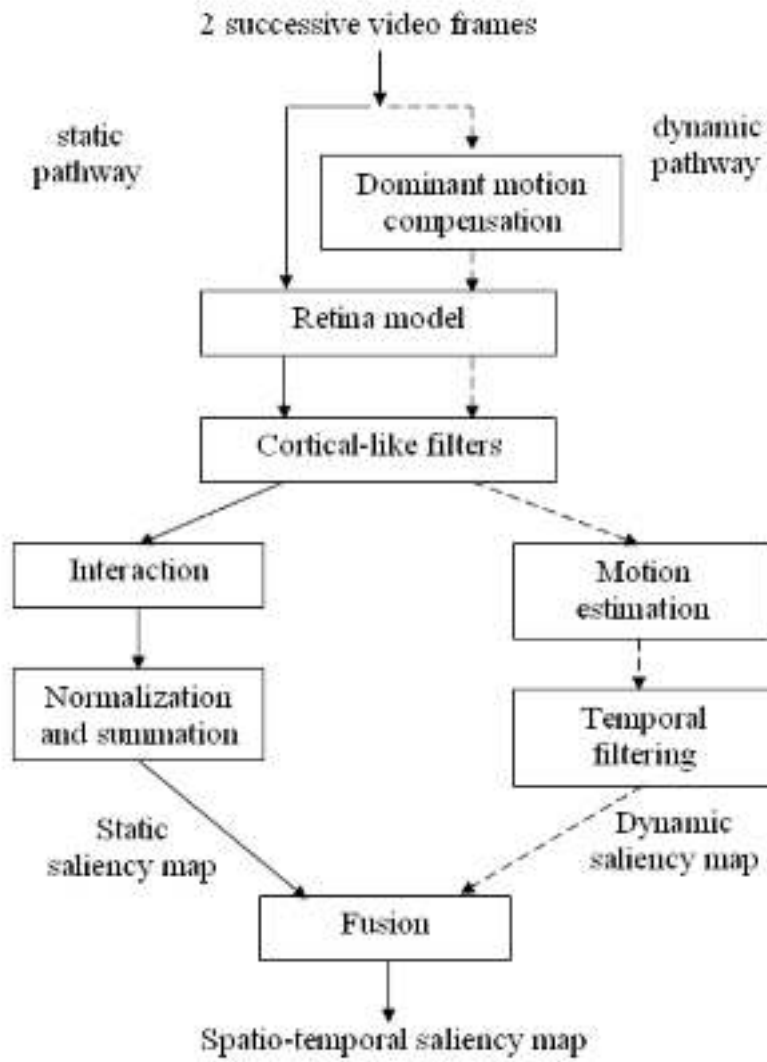 2 successive video frames
static
pathway
dynamic
pathway
Dominant motion
compensation
Retina model
Cortical-like filters
Interaction
Motion
estimation
Normalization
and summation
Temporal
filtering
Static
saliency map
Dynamic
saliency map
Fusion
Spatio-temporal saliency map